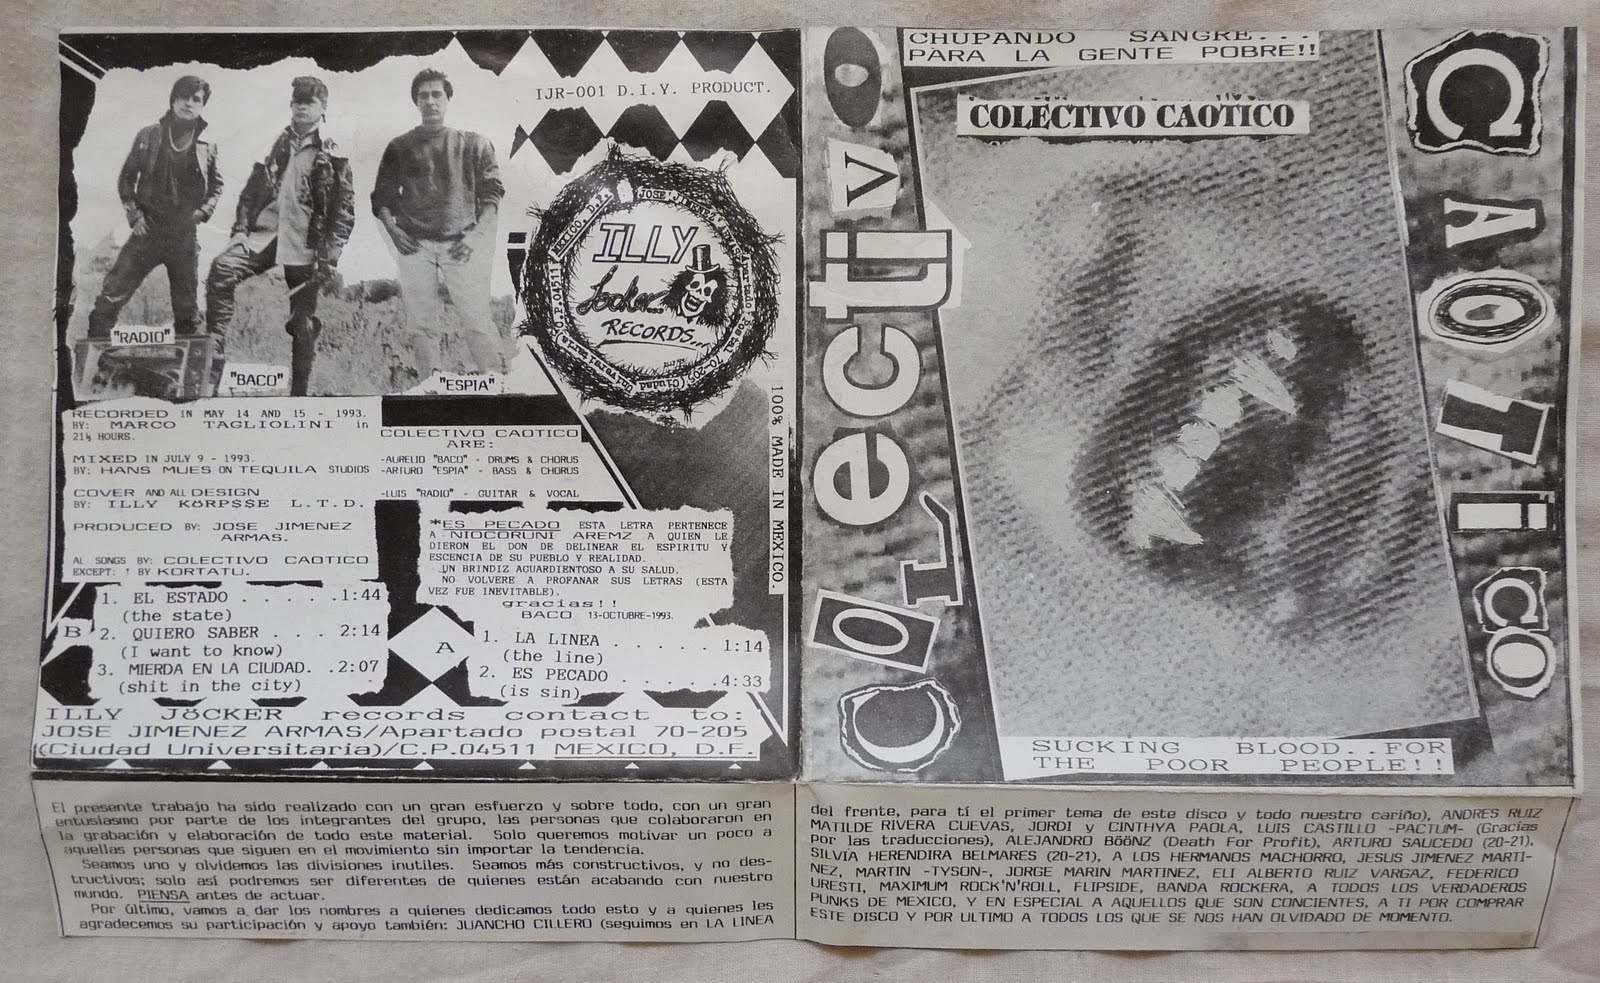 "RADIO"
"BACO"
"ESPIA"
IJR-001 D.I.Y. PRODUCT.
MEXICO, D.F.
JOSE JIMENEZ ARMAS
Apartado Postal 70-205
(Ciudad Universitaria
C.P.04511
ILLY
Jocker...
RECORDS...
100% MADE IN MEXICO.
RECORDED IN MAY 14 AND 15 - 1993.
BY: MARCO TAGLIOLINI in
21½ HOURS.
MIXED IN JULY 9 - 1993.
BY: HANS MUES ON TEQUILA STUDIOS
COVER AND ALL DESIGN
BY: ILLY KöRP$$E L.T.D.
PRODUCED BY: JOSE JIMENEZ
ARMAS.
AL SONGS BY: COLECTIVO CAOTICO
EXCEPT: ! BY KORTATU.
COLECTIVO CAOTICO
ARE:
-AURELIO "BACO" - DRUMS & CHORUS
-ARTURO "ESPIA" - BASS & CHORUS
-LUIS "RADIO" - GUITAR & VOCAL
*ES PECADO ESTA LETRA PERTENECE
A NIOCORUNI AREMZ A QUIEN LE
DIERON EL DON DE DELINEAR EL ESPIRITU Y
ESCENCIA DE SU PUEBLO Y REALIDAD.
UN BRINDIZ AGUARDIENTOSO A SU SALUD.
NO VOLVERE A PROFANAR SUS LETRAS (ESTA
VEZ FUE INEVITABLE).
gracias!!
BACO 13-OCTUBRE-1993.
B
1. EL ESTADO . . . . .1:44
(the state)
2. QUIERO SABER . . . 2:14
(I want to know)
3. MIERDA EN LA CIUDAD. .2:07
(shit in the city)
A
1. LA LINEA . . . . . 1:14
(the line)
2. ES PECADO . . . . .4:33
(is sin)
ILLY JöCKER records contact to:
JOSE JIMENEZ ARMAS/Apartado postal 70-205
(Ciudad Universitaria)/C.P.04511 MEXICO, D.F.
El presente trabajo ha sido realizado con un gran esfuerzo y sobre todo, con un gran
entusiasmo por parte de los integrantes del grupo, las personas que colaboraron en
la grabación y elaboración de todo este material. Solo queremos motivar un poco a
aquellas personas que siguen en el movimiento sin importar la tendencia.
Seamos uno y olvidemos las divisiones inutiles. Seamos más constructivos, y no des-
tructivos; solo así podremos ser diferentes de quienes están acabando con nuestro
mundo. PIENSA antes de actuar.
Por último, vamos a dar los nombres a quienes dedicamos todo esto y a quienes les
agradecemos su participación y apoyo también: JUANCHO CILLERO (seguimos en LA LINEA
COLectivo
CHUPANDO SANGRE...
PARA LA GENTE POBRE!!
COLECTIVO CAOTICO
CAOTiCO
SUCKING BLOOD..FOR
THE POOR PEOPLE!!
del frente, para tí el primer tema de este disco y todo nuestro cariño), ANDRES RUIZ
MATILDE RIVERA CUEVAS, JORDI y CINTHYA PAOLA, LUIS CASTILLO -PACTUM- (Gracias
por las traducciones), ALEJANDRO BööNZ (Death For Profit), ARTURO SAUCEDO (20-21),
SILVIA HERENDIRA BELMARES (20-21), A LOS HERMANOS MACHORRO, JESUS JIMENEZ MARTI-
NEZ, MARTIN -TYSON-, JORGE MARIN MARTINEZ, ELI ALBERTO RUIZ VARGAZ, FEDERICO
URESTI, MAXIMUM ROCK'N'ROLL, FLIPSIDE, BANDA ROCKERA, A TODOS LOS VERDADEROS
PUNKS DE MEXICO, Y EN ESPECIAL A AQUELLOS QUE SON CONCIENTES, A TI POR COMPRAR
ESTE DISCO Y POR ULTIMO A TODOS LOS QUE SE NOS HAN OLVIDADO DE MOMENTO.